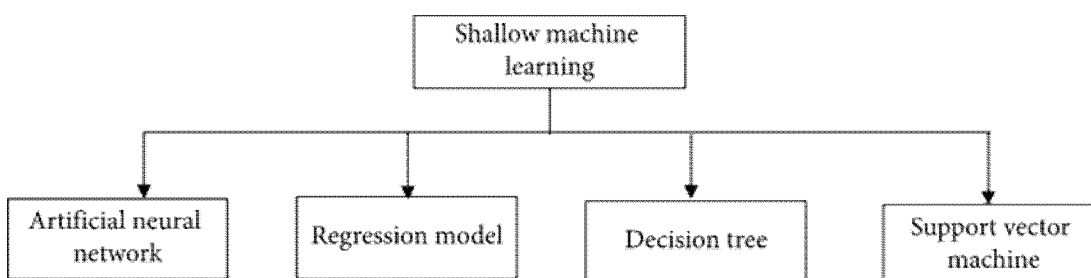 Shallow machine
learning
Artificial neural
network
Regression model
Decision tree
Support vector
machine